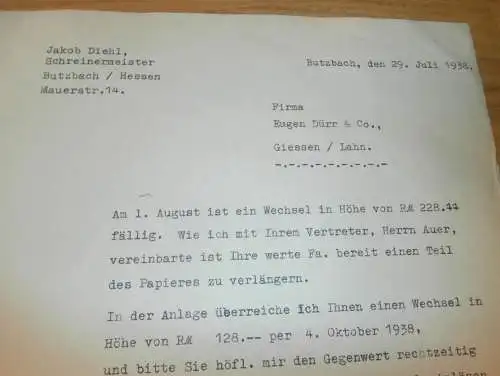 Jakob Diehl,
Schreinermeister
Butzbach / Hessen
Mauerstr.14.
Butzbach, den 29. Juli 1938.
Firma
Eugen Dürr & Co.,
Giessen / Lahn.
-.-.-.-.-.-.-.-.-
Am 1. August ist ein Wechsel in Höhe von RM 228.44
fällig. Wie ich mit Ihrem Vertreter, Herrn Auer,
vereinbarte ist Ihre werte Fa. bereit einen Teil
des Papieres zu verlängern.
In der Anlage überreiche ich Ihnen einen Wechsel in
Höhe von RM 128.-- per 4. Oktober 1938,
und bitte Sie höfl. mir den Gegenwert rechtzeitig